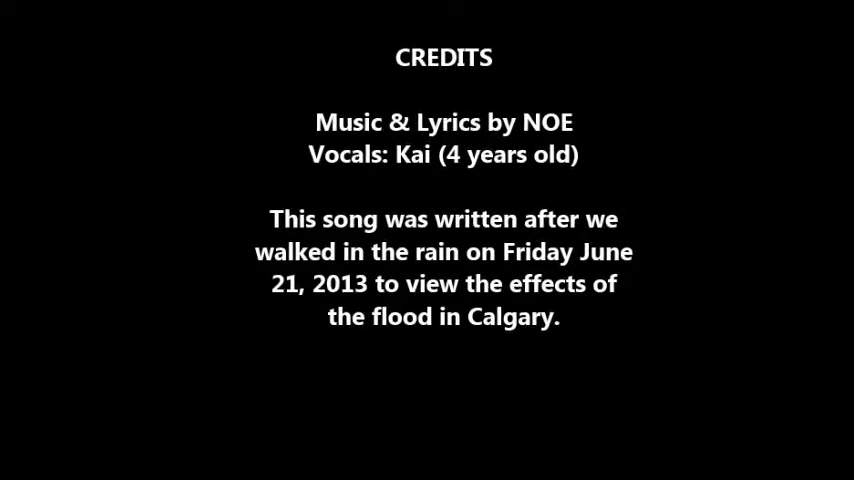 CREDITS
Music & Lyrics by NOE
Vocals: Kai (4 years old)
This song was written after we
walked in the rain on Friday June
21, 2013 to view the effects of
the flood in Calgary.